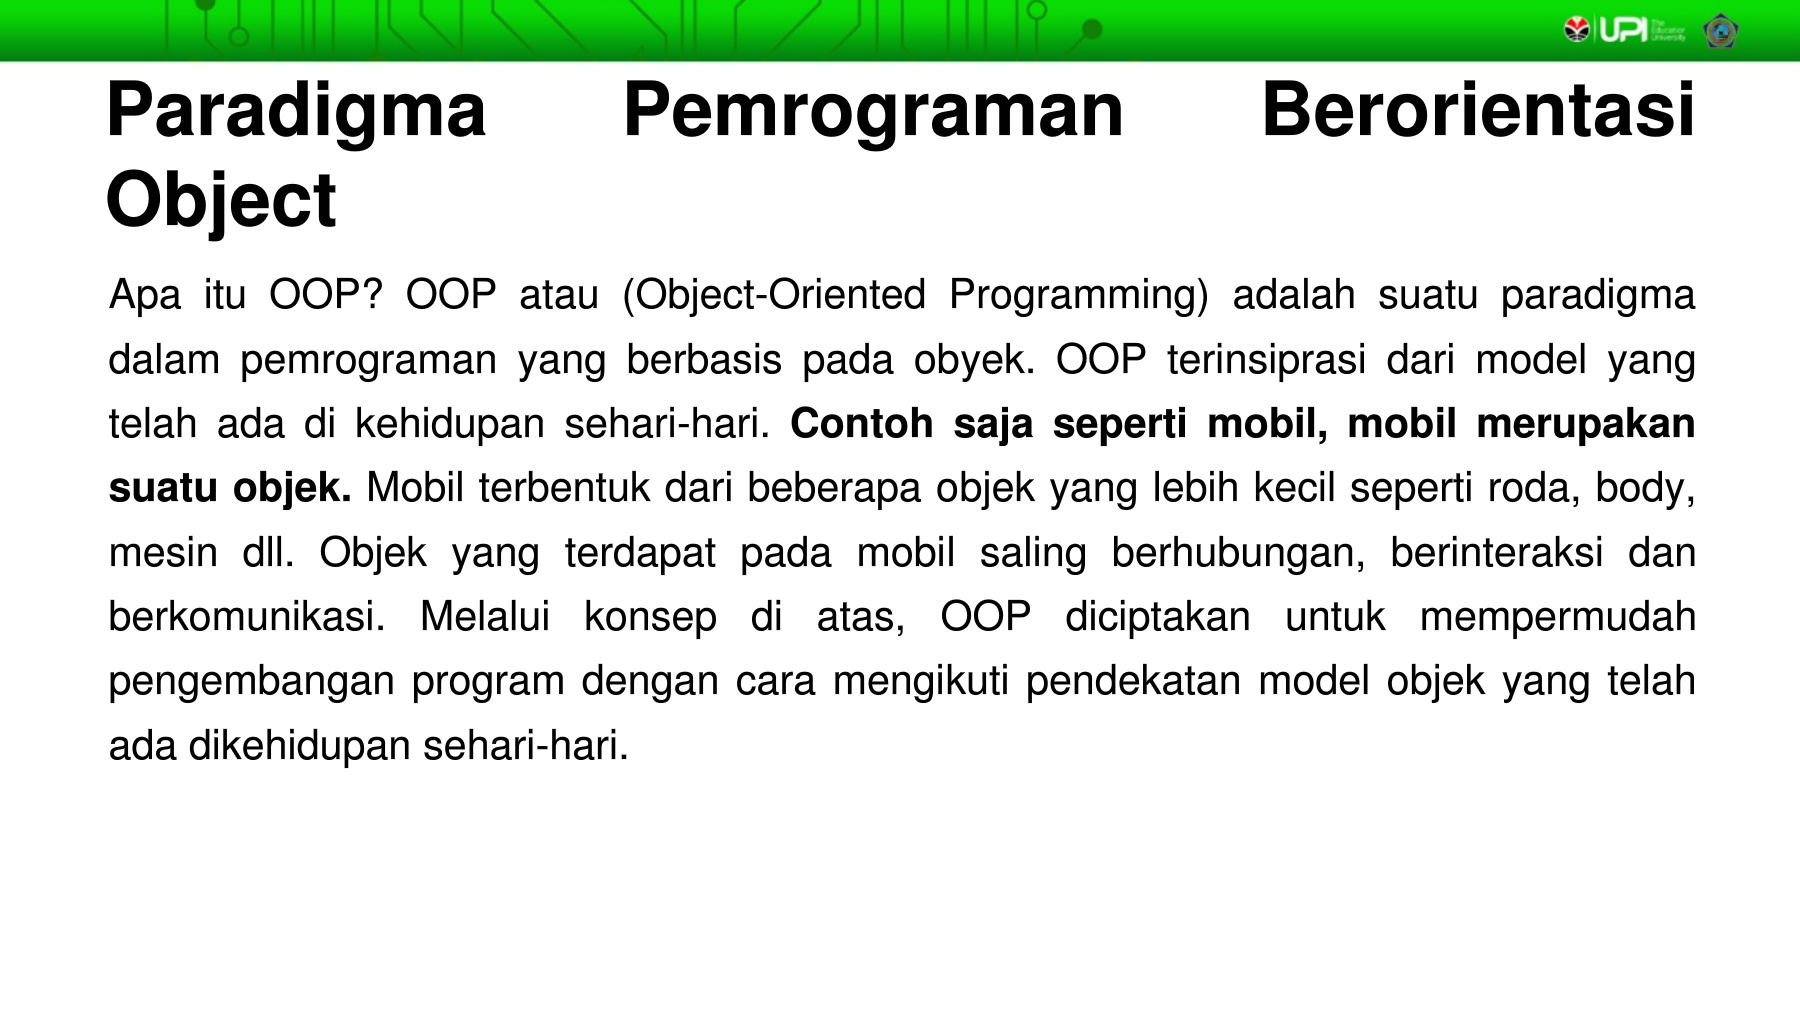 UPI The Education University
Paradigma Pemrograman Berorientasi
Object
Apa itu OOP? OOP atau (Object-Oriented Programming) adalah suatu paradigma
dalam pemrograman yang berbasis pada obyek. OOP terinsiprasi dari model yang
telah ada di kehidupan sehari-hari. Contoh saja seperti mobil, mobil merupakan
suatu objek. Mobil terbentuk dari beberapa objek yang lebih kecil seperti roda, body,
mesin dll. Objek yang terdapat pada mobil saling berhubungan, berinteraksi dan
berkomunikasi. Melalui konsep di atas, OOP diciptakan untuk mempermudah
pengembangan program dengan cara mengikuti pendekatan model objek yang telah
ada dikehidupan sehari-hari.